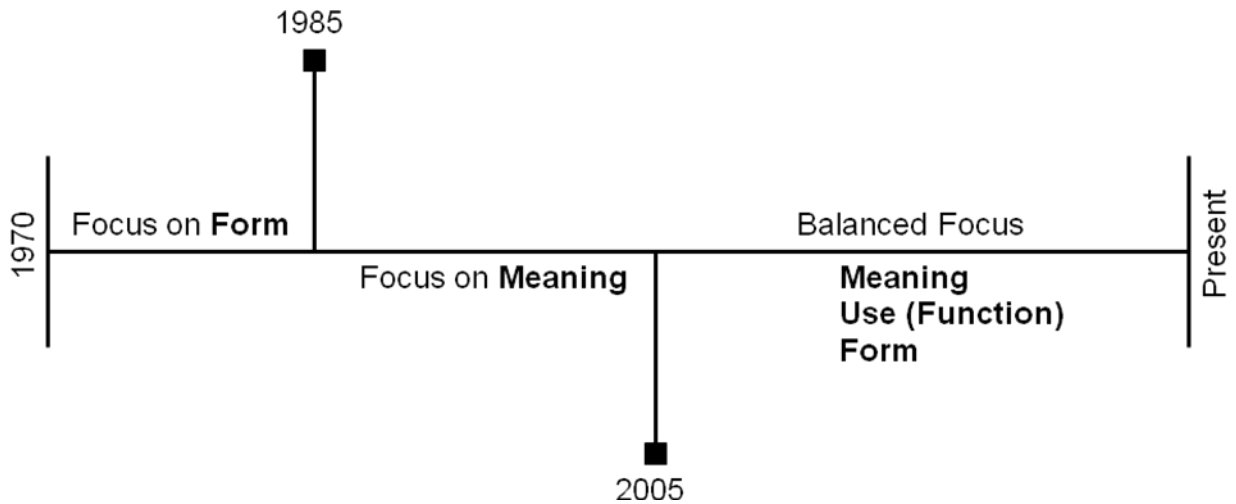 1985
1970
Focus on Form
Balanced Focus
Present
Focus on Meaning
Meaning
Use (Function)
Form
2005